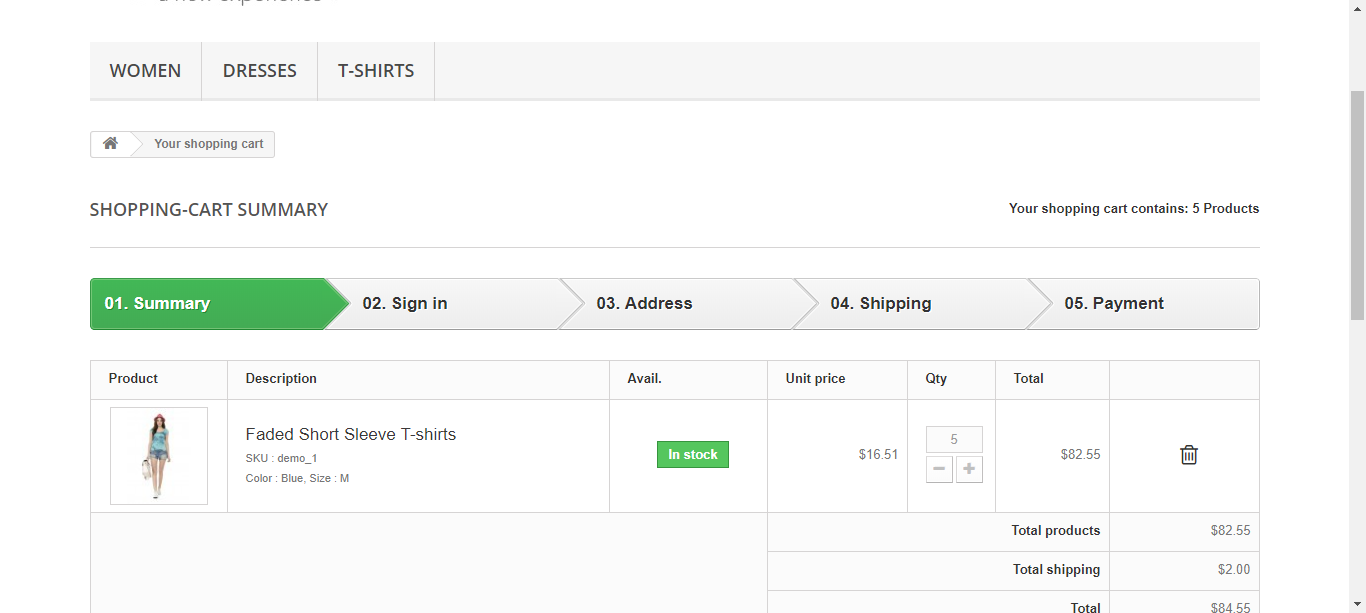 a new experience
WOMEN DRESSES T-SHIRTS
Your shopping cart
SHOPPING-CART SUMMARY Your shopping cart contains: 5 Products
01. Summary 02. Sign in 03. Address 04. Shipping 05. Payment
Product Description Avail. Unit price Qty Total
Faded Short Sleeve T-shirts
SKU : demo_1
Color : Blue, Size : M
In stock $16.51 5 $82.55
Total products $82.55
Total shipping $2.00
Total $84.55